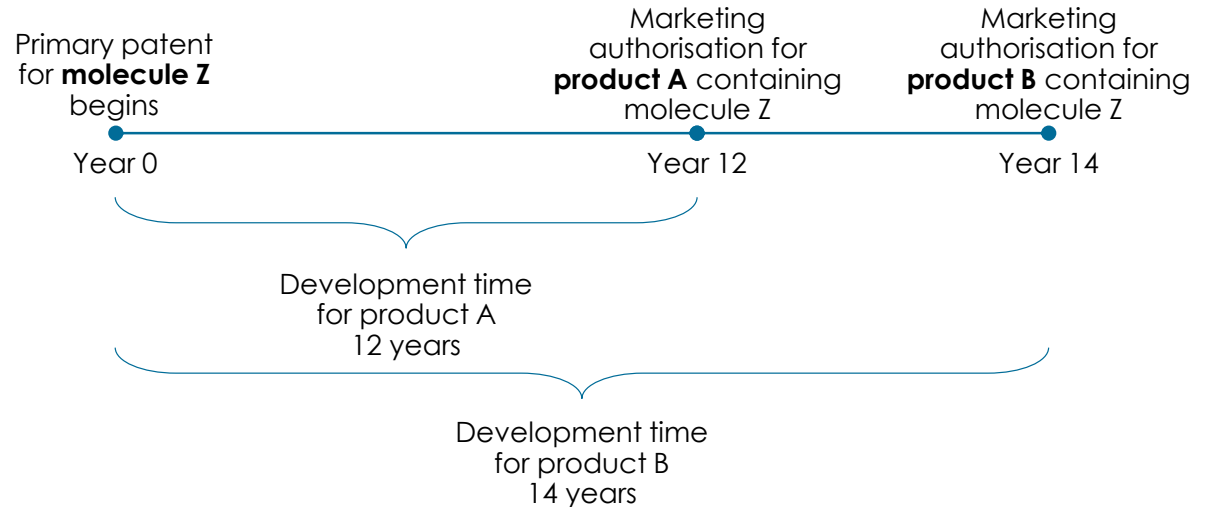 Primary patent
for molecule Z
begins
Marketing
authorisation for
product A containing
molecule Z
Marketing
authorisation for
product B containing
molecule Z
Year 0
Year 12
Year 14
Development time
for product A
12 years
Development time
for product B
14 years